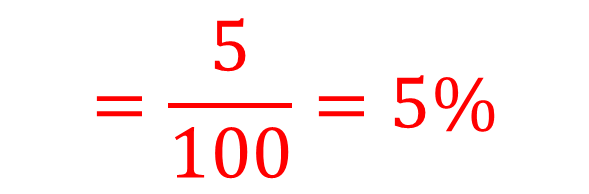 = 5/100 = 5%